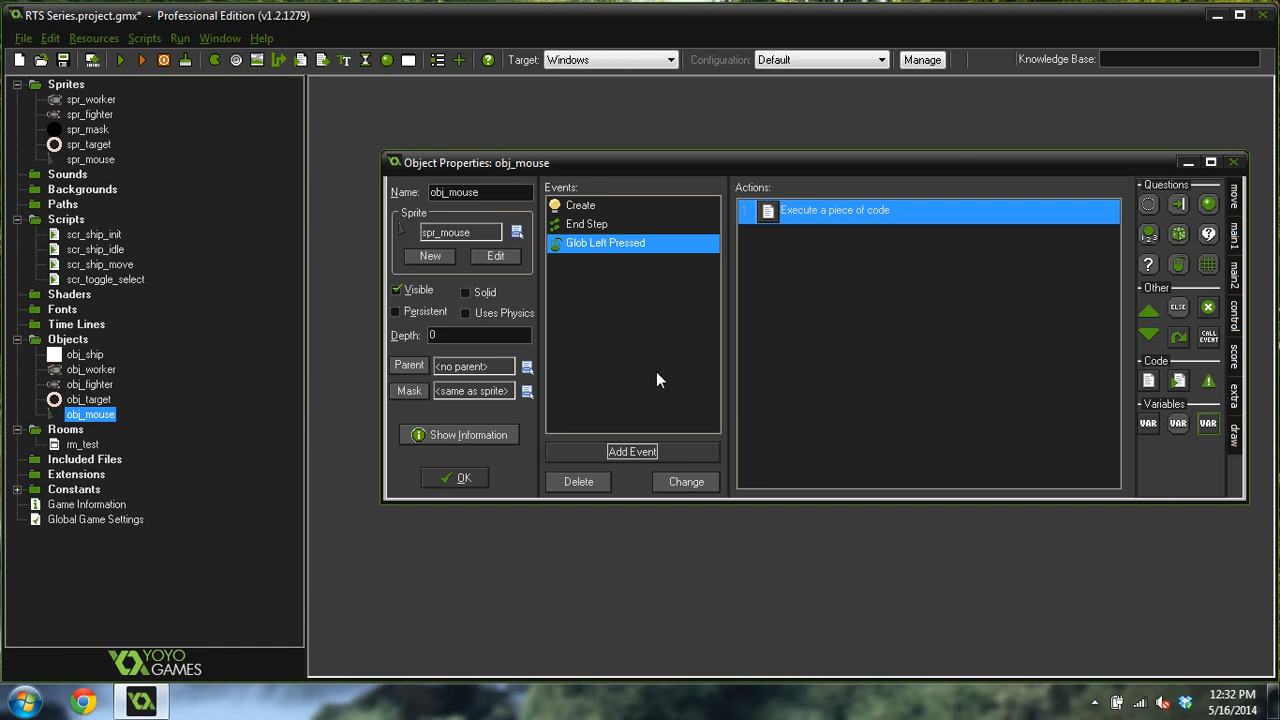 RTS Series.project.gmx* - Professional Edition (v1.2.1279)
File Edit Resources Scripts Run Window Help
Target: Windows Configuration: Default Manage Knowledge Base:
Sprites
spr_worker
spr_fighter
spr_mask
spr_target
spr_mouse
Sounds
Backgrounds
Paths
Scripts
scr_ship_init
scr_ship_idle
scr_ship_move
scr_toggle_select
Shaders
Fonts
Time Lines
Objects
obj_ship
obj_worker
obj_fighter
obj_target
obj_mouse
Rooms
rm_test
Included Files
Extensions
Constants
Game Information
Global Game Settings
YOYO
GAMES
Object Properties: obj_mouse
Name: obj_mouse
Sprite
spr_mouse
New Edit
Visible Solid
Persistent Uses Physics
Depth: 0
Parent <no parent>
Mask <same as sprite>
Show Information
OK
Events:
Create
End Step
Glob Left Pressed
Add Event
Delete Change
Actions:
1 Execute a piece of code
Questions
Other
ELSE
CALL
EVENT
Code
Variables
VAR VAR VAR
move
main1
main2
control
score
extra
draw
12:32 PM
5/16/2014